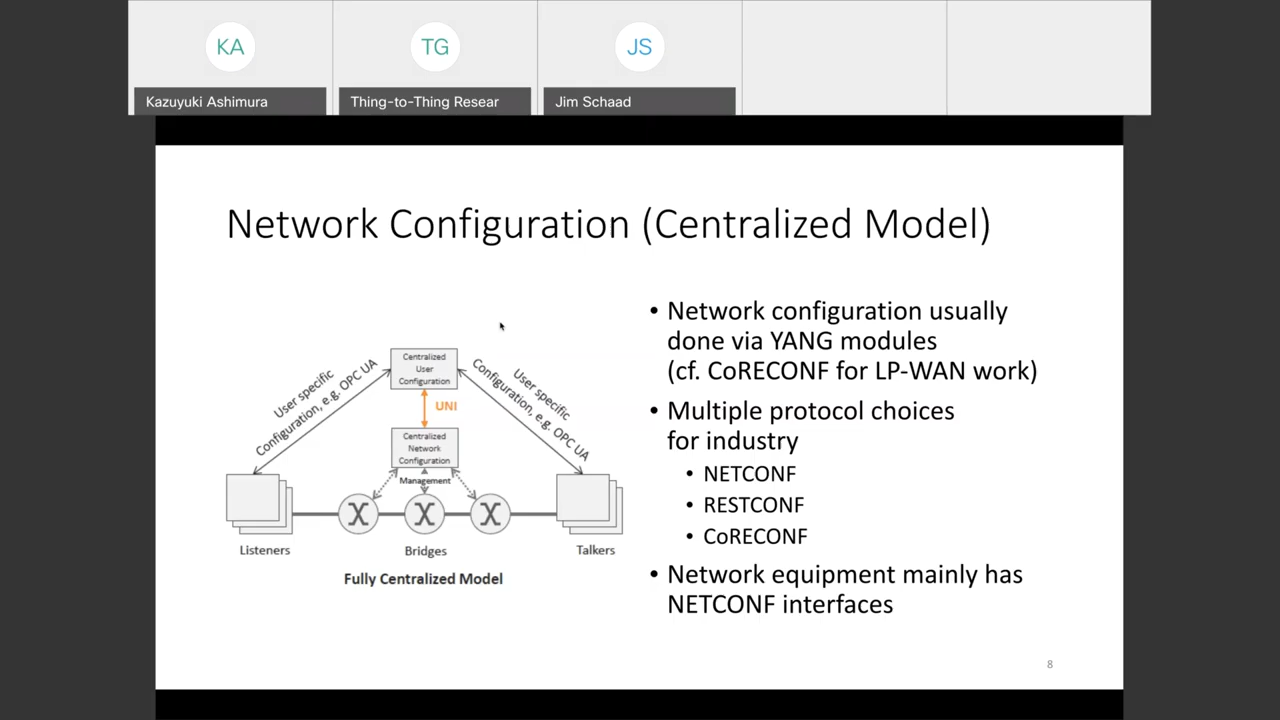 KA
TG
JS
Kazuyuki Ashimura
Thing-to-Thing Resear
Jim Schaad
Network Configuration (Centralized Model)
Centralized
User
Configuration
User specific
Configuration, e.g. OPC UA
User specific
Configuration, e.g. OPC UA
UNI
Centralized
Network
Configuration
Management
Listeners
Bridges
Talkers
Fully Centralized Model
• Network configuration usually
done via YANG modules
(cf. CoRECONF for LP-WAN work)
• Multiple protocol choices
for industry
• NETCONF
• RESTCONF
• CoRECONF
• Network equipment mainly has
NETCONF interfaces
8